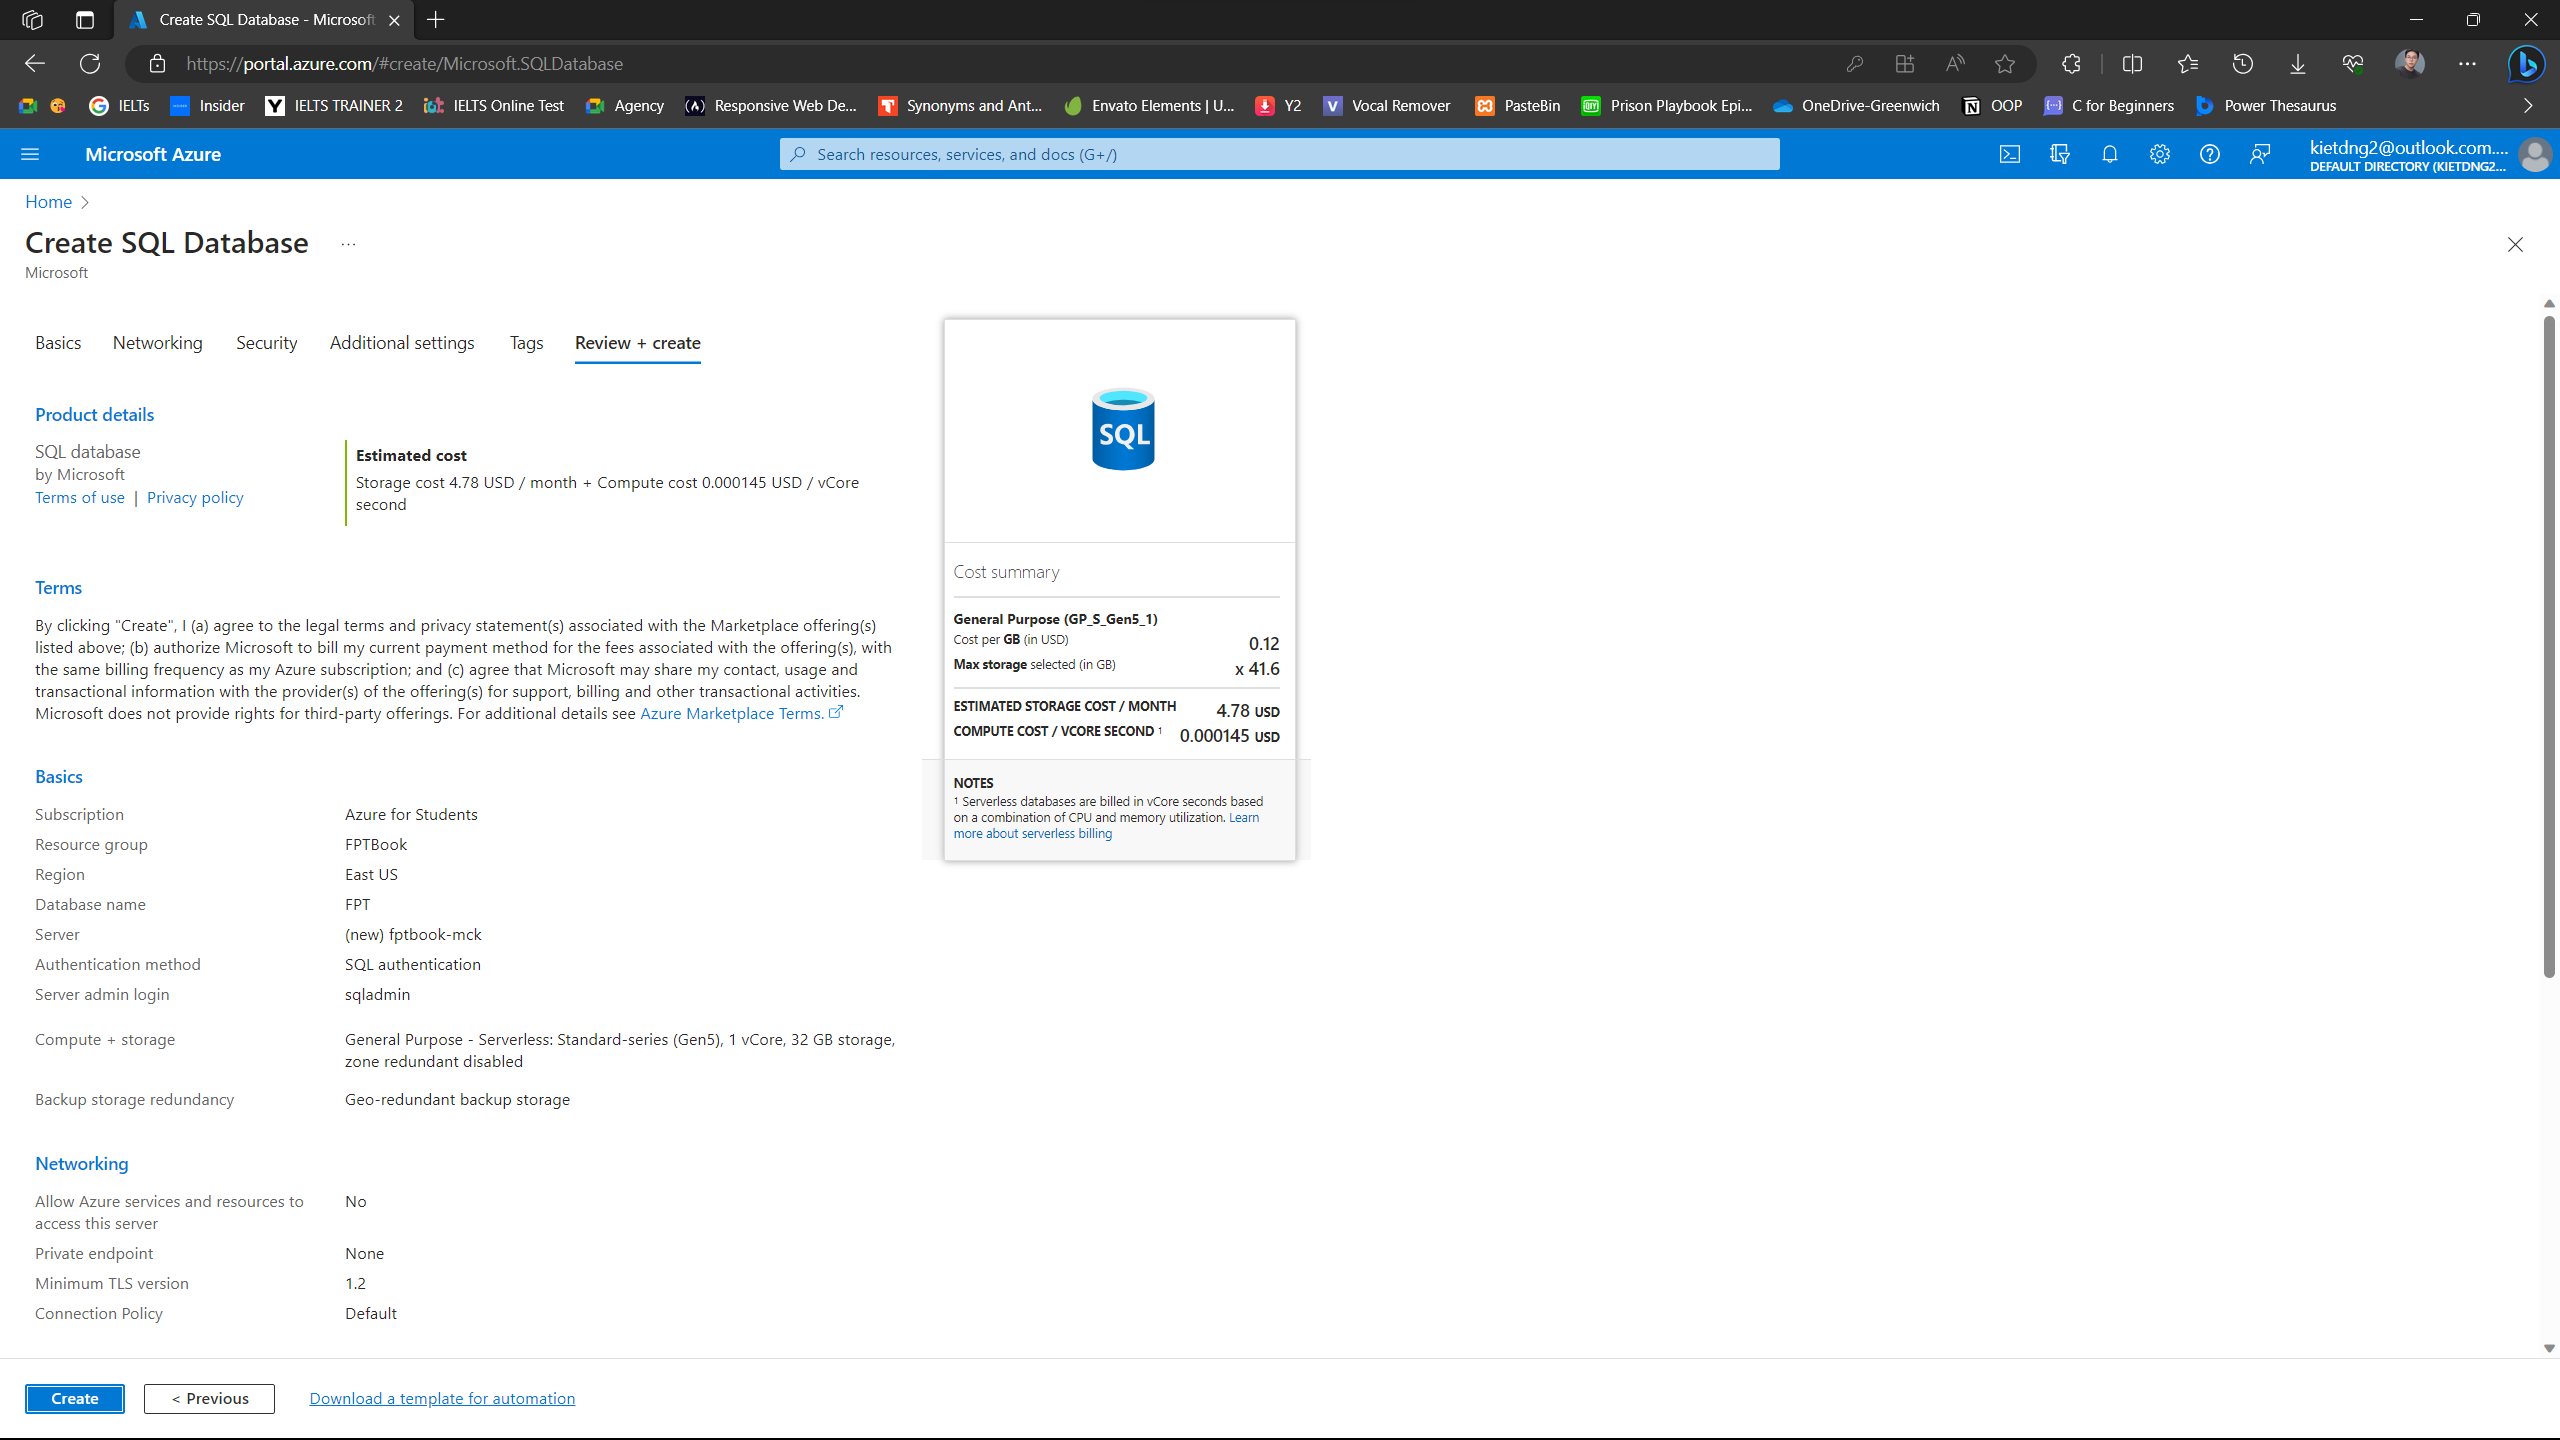 Create SQL Database - Microsoft
https://portal.azure.com/#create/Microsoft.SQLDatabase
IELTs
Insider
IELTS TRAINER 2
IELTS Online Test
Agency
Responsive Web De...
Synonyms and Ant...
Envato Elements | U...
Y2
Vocal Remover
PasteBin
Prison Playbook Epi...
OneDrive-Greenwich
OOP
C for Beginners
Power Thesaurus
Microsoft Azure
Search resources, services, and docs (G+/)
kietdng2@outlook.com....
DEFAULT DIRECTORY (KIETDNG2...
Home >
Create SQL Database ...
Microsoft
Basics
Networking
Security
Additional settings
Tags
Review + create
Product details
SQL database
by Microsoft
Terms of use | Privacy policy
Estimated cost
Storage cost 4.78 USD / month + Compute cost 0.000145 USD / vCore
second
Terms
By clicking "Create", I (a) agree to the legal terms and privacy statement(s) associated with the Marketplace offering(s)
listed above; (b) authorize Microsoft to bill my current payment method for the fees associated with the offering(s), with
the same billing frequency as my Azure subscription; and (c) agree that Microsoft may share my contact, usage and
transactional information with the provider(s) of the offering(s) for support, billing and other transactional activities.
Microsoft does not provide rights for third-party offerings. For additional details see Azure Marketplace Terms.
Basics
Subscription Azure for Students
Resource group FPTBook
Region East US
Database name FPT
Server (new) fptbook-mck
Authentication method SQL authentication
Server admin login sqladmin
Compute + storage General Purpose - Serverless: Standard-series (Gen5), 1 vCore, 32 GB storage,
zone redundant disabled
Backup storage redundancy Geo-redundant backup storage
Networking
Allow Azure services and resources to No
access this server
Private endpoint None
Minimum TLS version 1.2
Connection Policy Default
SQL
Cost summary
General Purpose (GP_S_Gen5_1)
Cost per GB (in USD) 0.12
Max storage selected (in GB) x 41.6
ESTIMATED STORAGE COST / MONTH 4.78 USD
COMPUTE COST / VCORE SECOND ¹ 0.000145 USD
NOTES
¹ Serverless databases are billed in vCore seconds based
on a combination of CPU and memory utilization. Learn
more about serverless billing
Create
< Previous
Download a template for automation